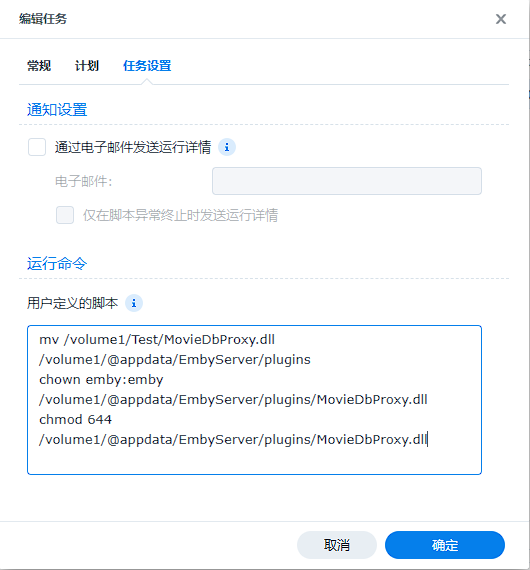 编辑任务
常规 计划 任务设置
通知设置
通过电子邮件发送运行详情
电子邮件:
仅在脚本异常终止时发送运行详情
运行命令
用户定义的脚本
mv /volume1/Test/MovieDbProxy.dll
/volume1/@appdata/EmbyServer/plugins
chown emby:emby
/volume1/@appdata/EmbyServer/plugins/MovieDbProxy.dll
chmod 644
/volume1/@appdata/EmbyServer/plugins/MovieDbProxy.dll
取消 确定